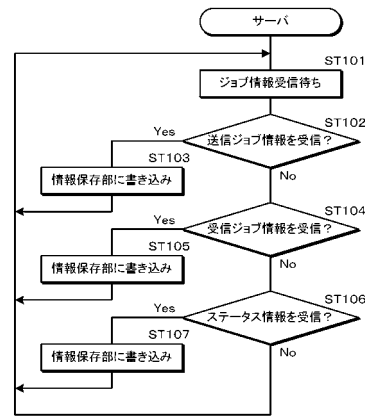 サーバ
ST101
ジョブ情報受信待ち
ST102
送信ジョブ情報を受信？
Yes
ST103
情報保存部に書き込み
No
ST104
受信ジョブ情報を受信？
Yes
ST105
情報保存部に書き込み
No
ST106
ステータス情報を受信？
Yes
ST107
情報保存部に書き込み
No